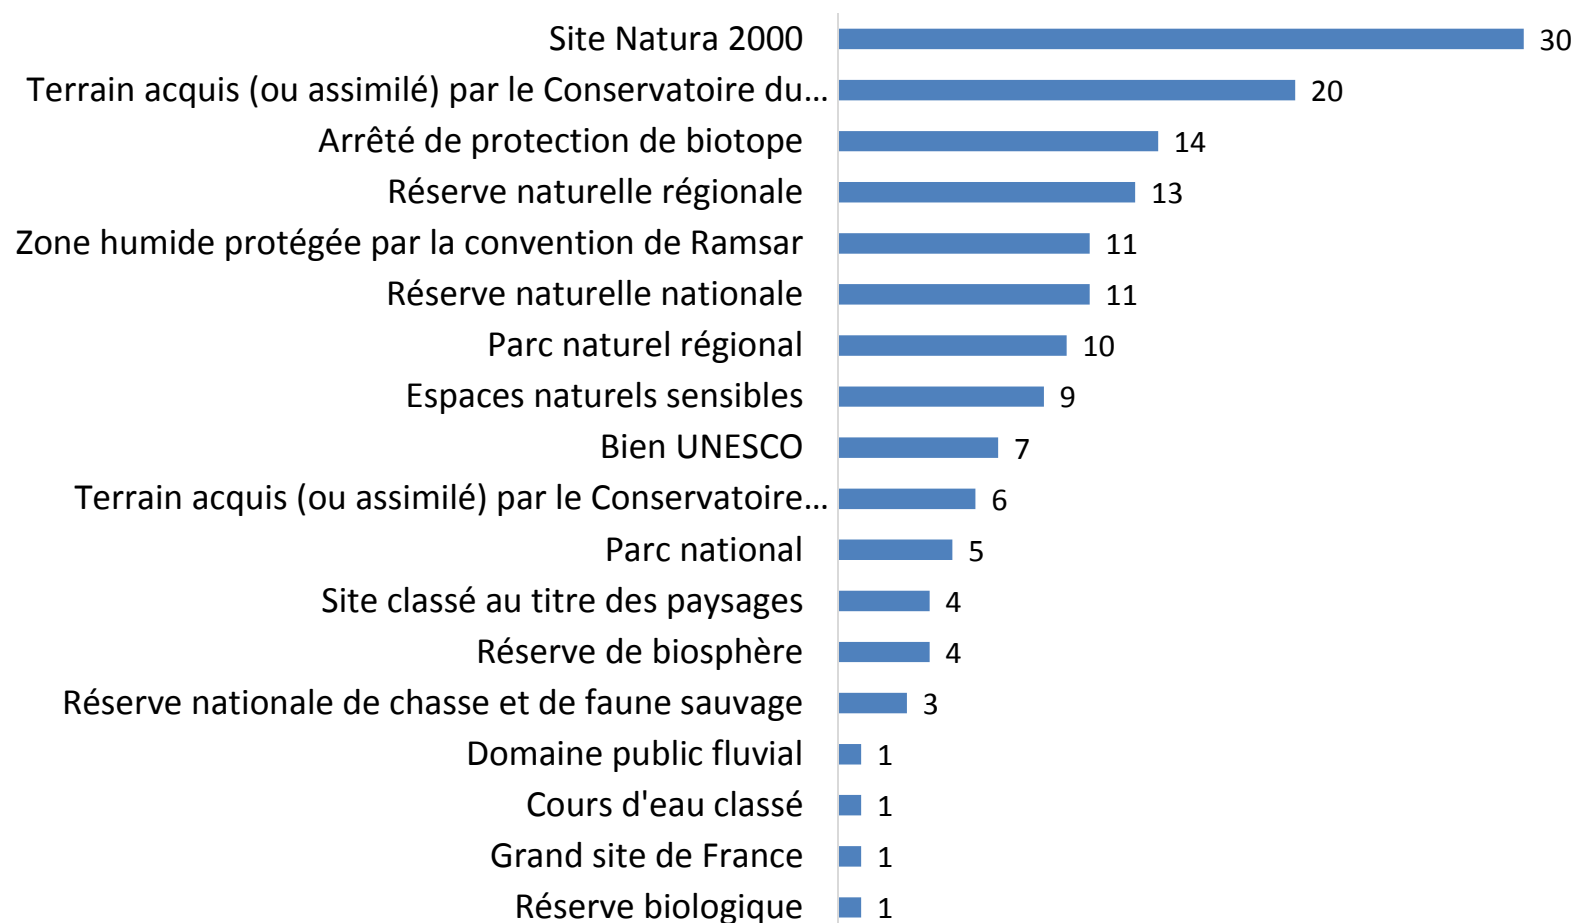 Site Natura 2000 30
Terrain acquis (ou assimilé) par le Conservatoire du... 20
Arrêté de protection de biotope 14
Réserve naturelle régionale 13
Zone humide protégée par la convention de Ramsar 11
Réserve naturelle nationale 11
Parc naturel régional 10
Espaces naturels sensibles 9
Bien UNESCO 7
Terrain acquis (ou assimilé) par le Conservatoire... 6
Parc national 5
Site classé au titre des paysages 4
Réserve de biosphère 4
Réserve nationale de chasse et de faune sauvage 3
Domaine public fluvial 1
Cours d'eau classé 1
Grand site de France 1
Réserve biologique 1